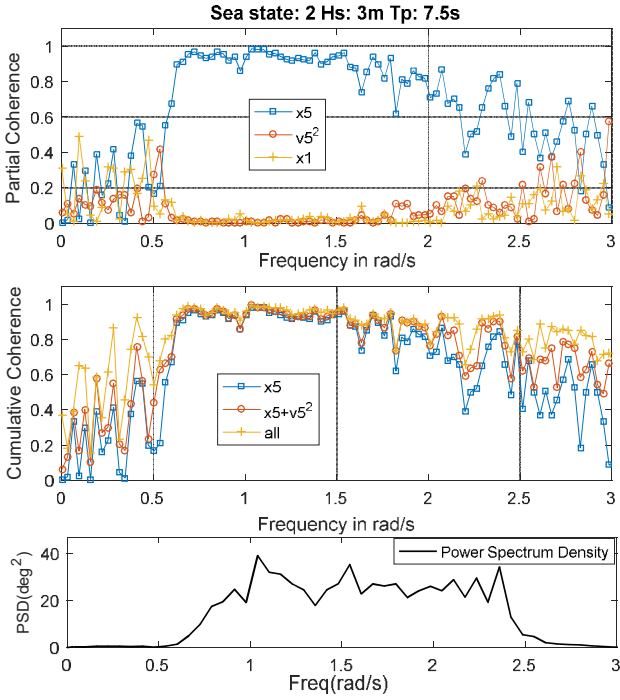 Sea state: 2 Hs: 3m Tp: 7.5s
Partial Coherence
1
0.8
0.6
0.4
0.2
0
x5
v5²
x1
0 0.5 1 1.5 2 2.5 3
Frequency in rad/s
Cumulative Coherence
1
0.8
0.6
0.4
0.2
0
x5
x5+v5²
all
0 0.5 1 1.5 2 2.5 3
Frequency in rad/s
PSD(deg²)
40
20
0
Power Spectrum Density
0 0.5 1 1.5 2 2.5 3
Freq(rad/s)